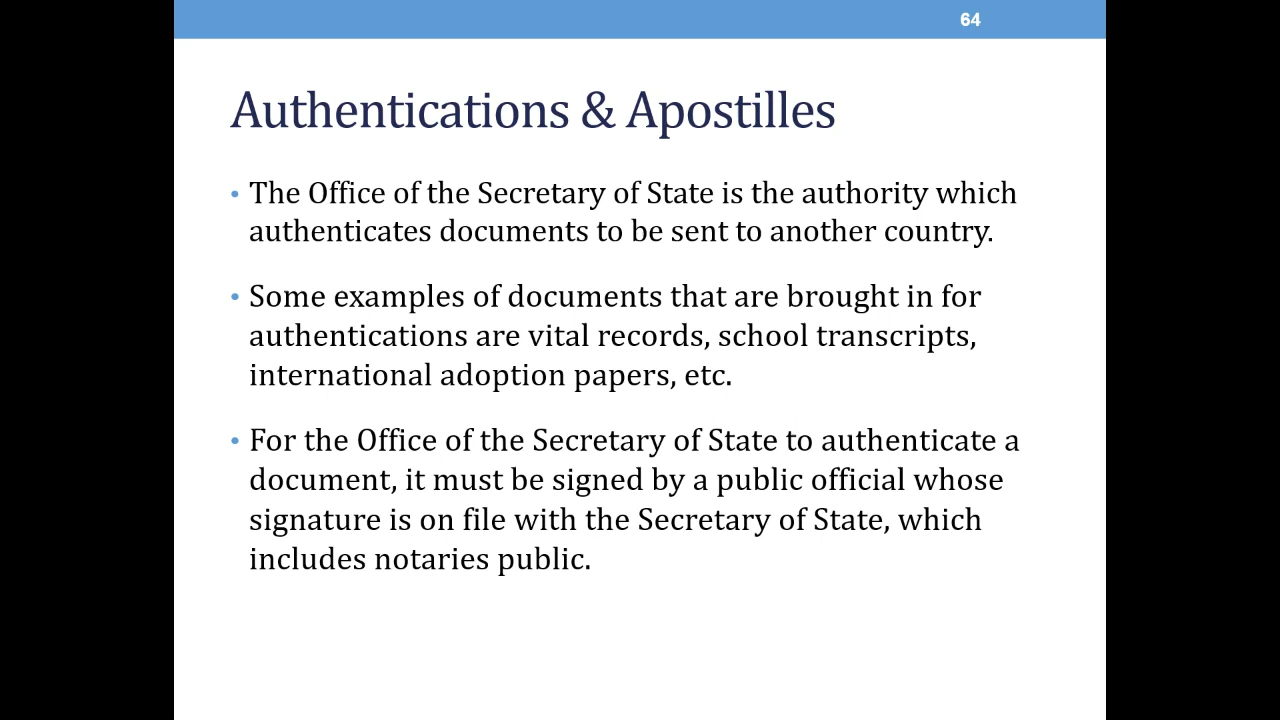 64
Authentications & Apostilles
• The Office of the Secretary of State is the authority which
authenticates documents to be sent to another country.
• Some examples of documents that are brought in for
authentications are vital records, school transcripts,
international adoption papers, etc.
• For the Office of the Secretary of State to authenticate a
document, it must be signed by a public official whose
signature is on file with the Secretary of State, which
includes notaries public.